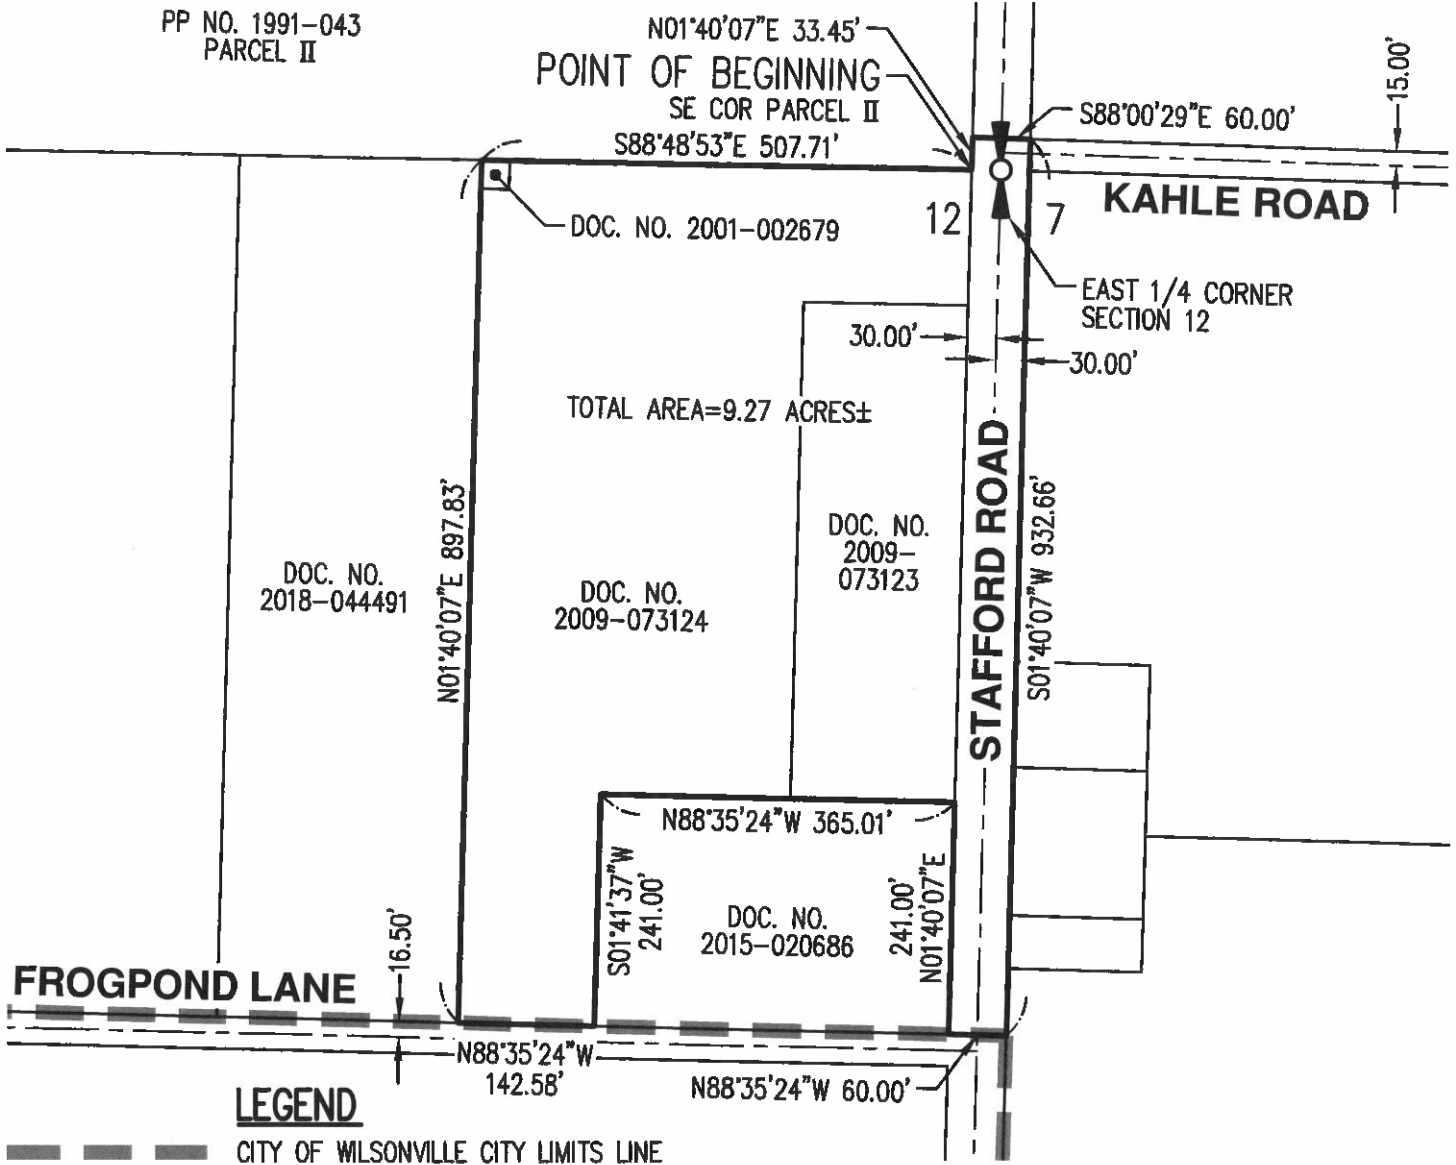 PP NO. 1991-043
PARCEL II
N01°40'07"E 33.45'
POINT OF BEGINNING
SE COR PARCEL II
S88°48'53"E 507.71'
S88°00'29"E 60.00'
15.00'
KAHLE ROAD
12
7
DOC. NO. 2001-002679
EAST 1/4 CORNER
SECTION 12
30.00'
30.00'
TOTAL AREA=9.27 ACRES±
STAFFORD ROAD
S01°40'07"W 932.66'
N01°40'07"E 897.83'
DOC. NO.
2009-
073123
DOC. NO.
2018-044491
DOC. NO.
2009-073124
N88°35'24"W 365.01'
S01°41'37"W
241.00'
DOC. NO.
2015-020686
241.00'
N01°40'07"E
16.50'
FROGPOND LANE
N88°35'24"W
142.58'
N88°35'24"W 60.00'
LEGEND
CITY OF WILSONVILLE CITY LIMITS LINE